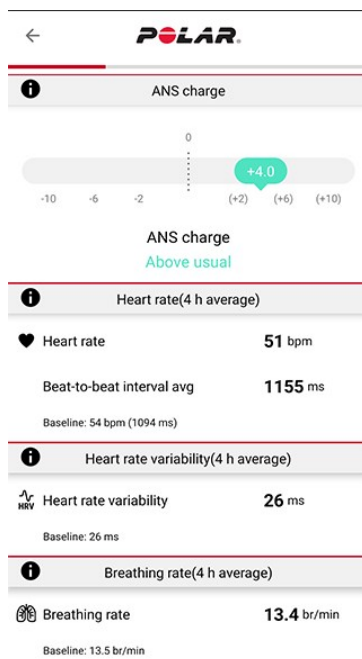 POLAR.
ANS charge
0
+4.0
-10 -6 -2 (+2) (+6) (+10)
ANS charge
Above usual
Heart rate(4 h average)
Heart rate 51 bpm
Beat-to-beat interval avg 1155 ms
Baseline: 54 bpm (1094 ms)
Heart rate variability(4 h average)
HRV Heart rate variability 26 ms
Baseline: 26 ms
Breathing rate(4 h average)
Breathing rate 13.4 br/min
Baseline: 13.5 br/min